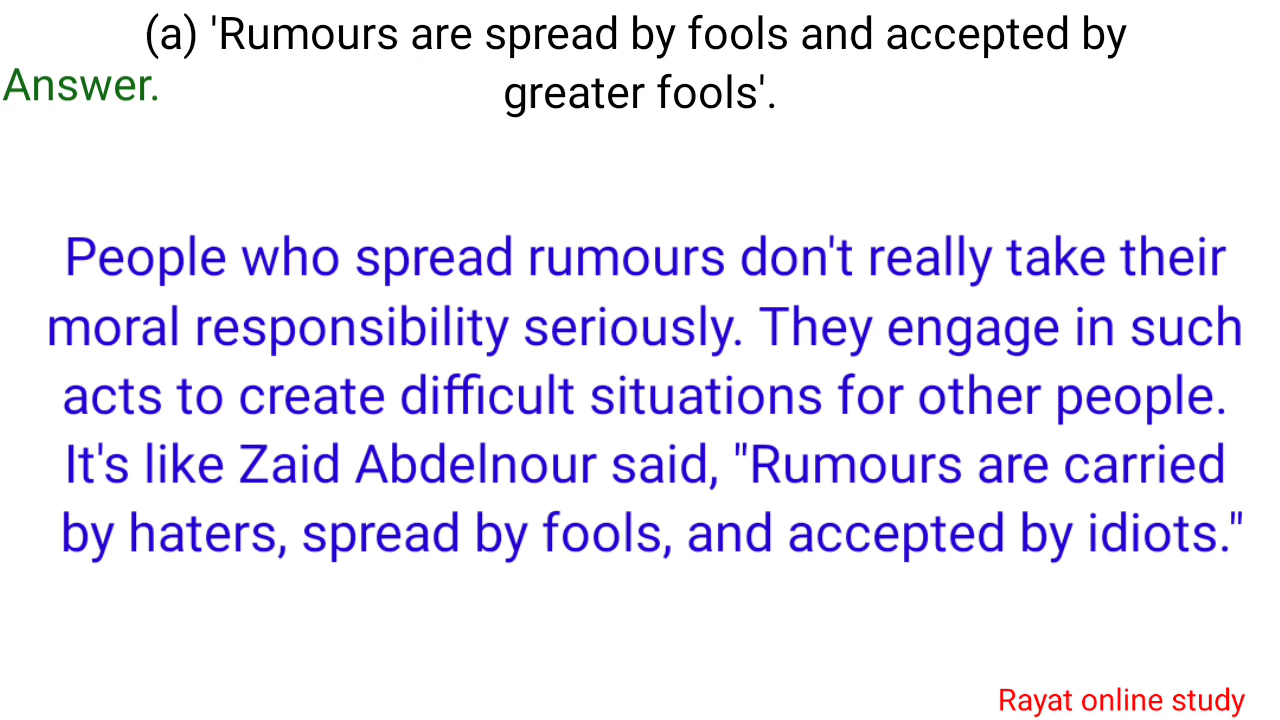 (a) 'Rumours are spread by fools and accepted by
greater fools'.
Answer.
People who spread rumours don't really take their
moral responsibility seriously. They engage in such
acts to create difficult situations for other people.
It's like Zaid Abdelnour said, "Rumours are carried
by haters, spread by fools, and accepted by idiots."
Rayat online study